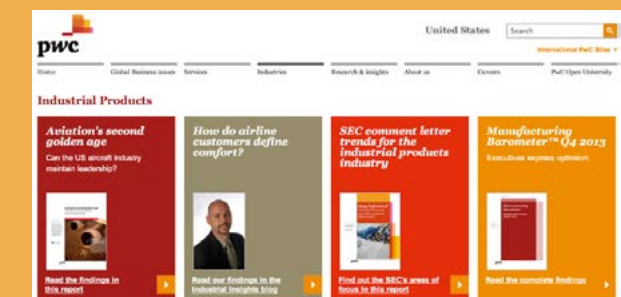 pwc
United States
Search
International PwC Sites
Home
Global Business issues
Services
Industries
Research & insights
About us
Careers
PwC Open University
Industrial Products
Aviation's second
golden age
Can the US aircraft industry
maintain leadership?
Read the findings in
this report
How do airline
customers define
comfort?
Read our findings in the
Industrial Insights blog
SEC comment letter
trends for the
industrial products
industry
Find out the SEC's areas of
focus in this report
Manufacturing
Barometer™ Q4 2013
Executives express optimism
Read the complete findings